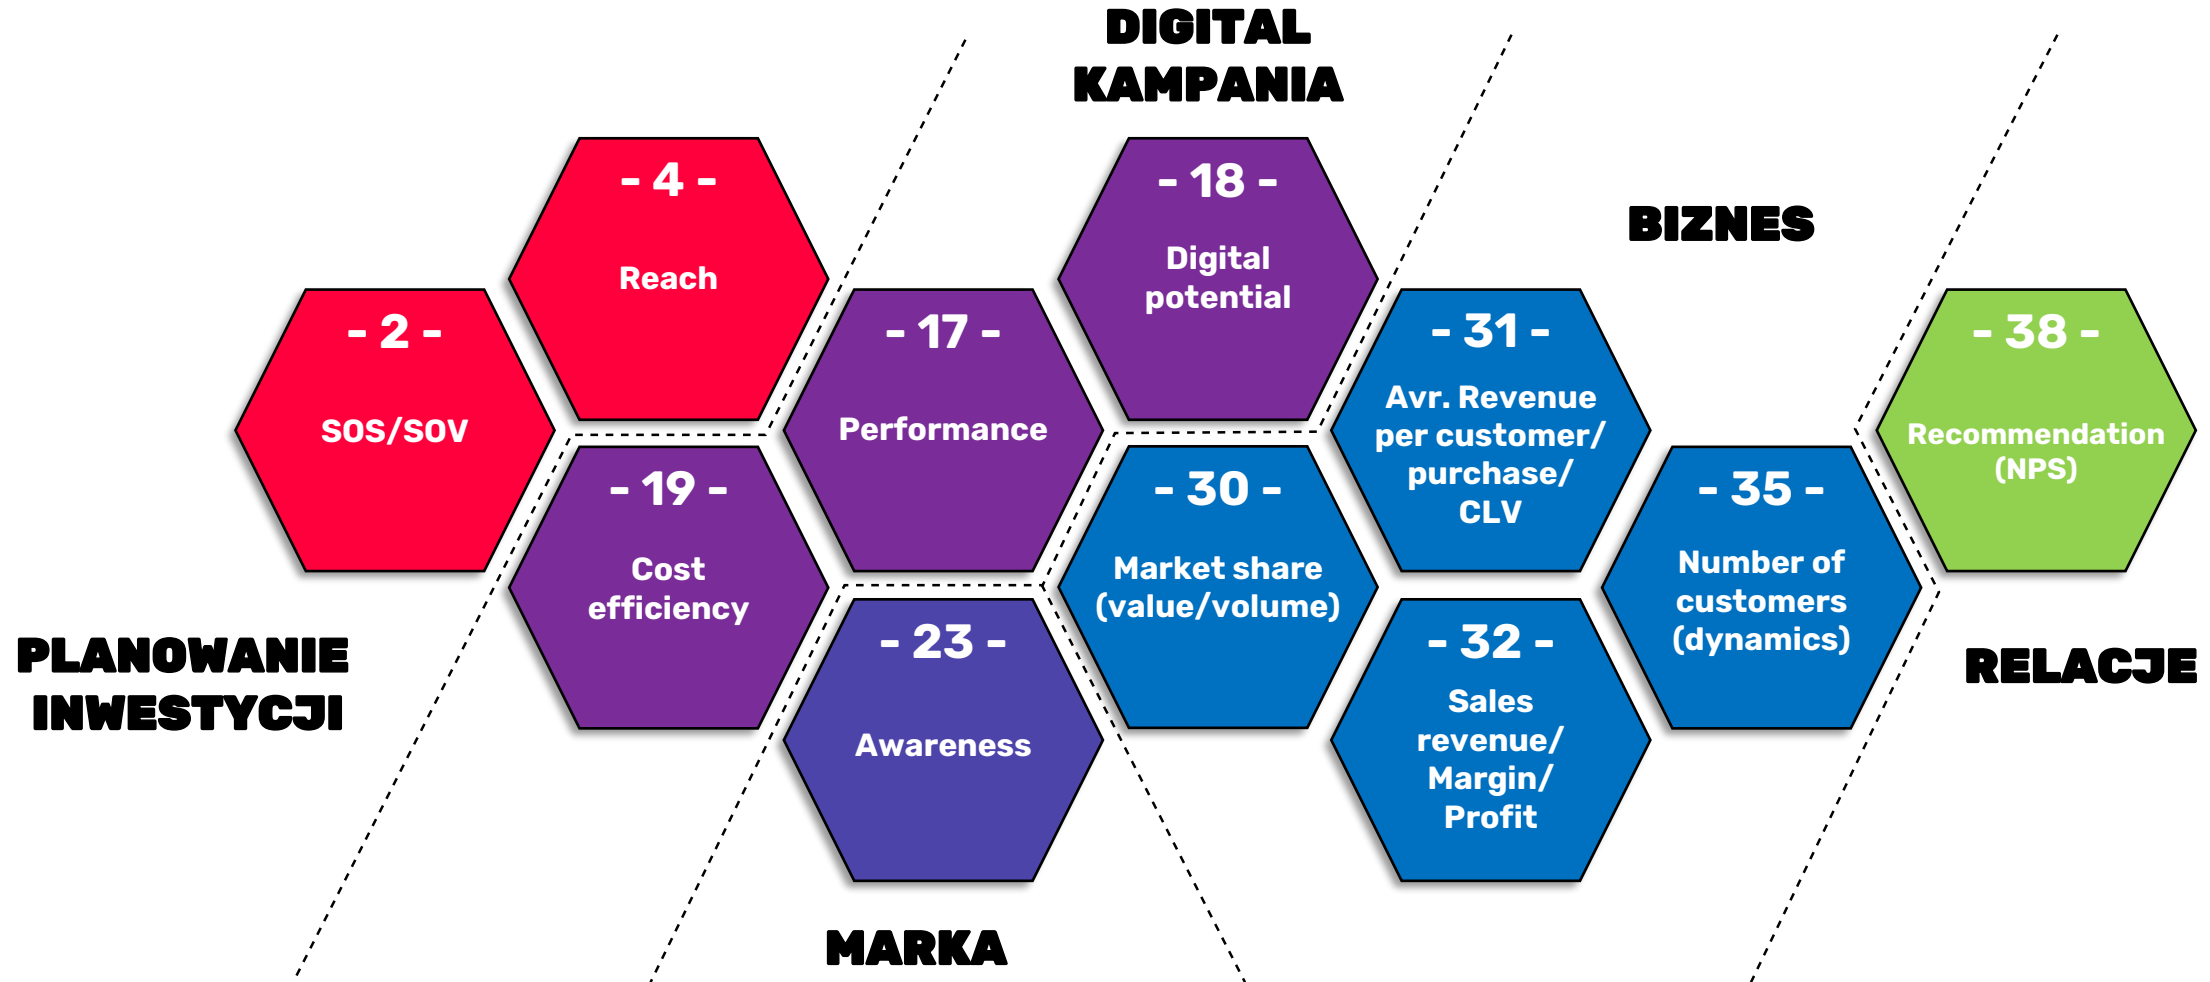 DIGITAL
KAMPANIA
- 4 -
Reach
- 18 -
Digital
potential
BIZNES
- 2 -
SOS/SOV
- 17 -
Performance
- 31 -
Avr. Revenue
per customer/
purchase/
CLV
- 38 -
Recommendation
(NPS)
- 19 -
Cost
efficiency
- 30 -
Market share
(value/volume)
- 35 -
Number of
customers
(dynamics)
PLANOWANIE
INWESTYCJI
- 23 -
Awareness
- 32 -
Sales
revenue/
Margin/
Profit
RELACJE
MARKA